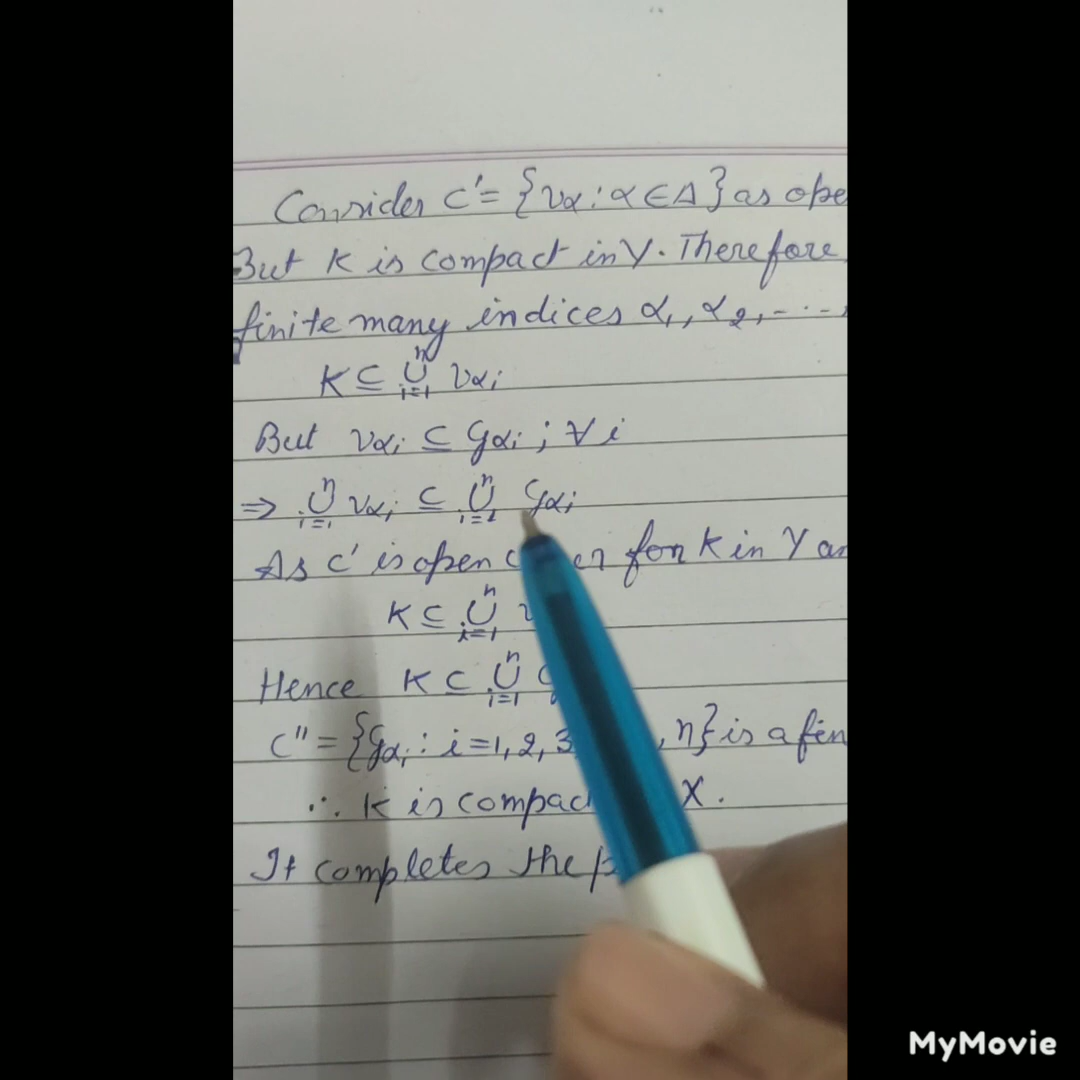 Consider C' = {Vα : α ∈ Δ} as ope
But K is compact in Y. Therefore
finite many indices α₁, α₂, -...,
K ⊆ ⋃ⁿᵢ₌₁ Vαᵢ
But Vαᵢ ⊆ Gαᵢ ; ∀ i
⇒ ⋃ⁿᵢ₌₁ Vαᵢ ⊆ ⋃ⁿᵢ₌ Gαᵢ
As C' is open for K in Y an
K ⊆ ⋃ⁿᵢ₌₁
Hence K ⊂ ⋃ⁿᵢ₌₁
C'' = {Gαᵢ : i = 1, 2, 3 , n} is a fin
∴ K is compac X.
It completes the p
MyMovie